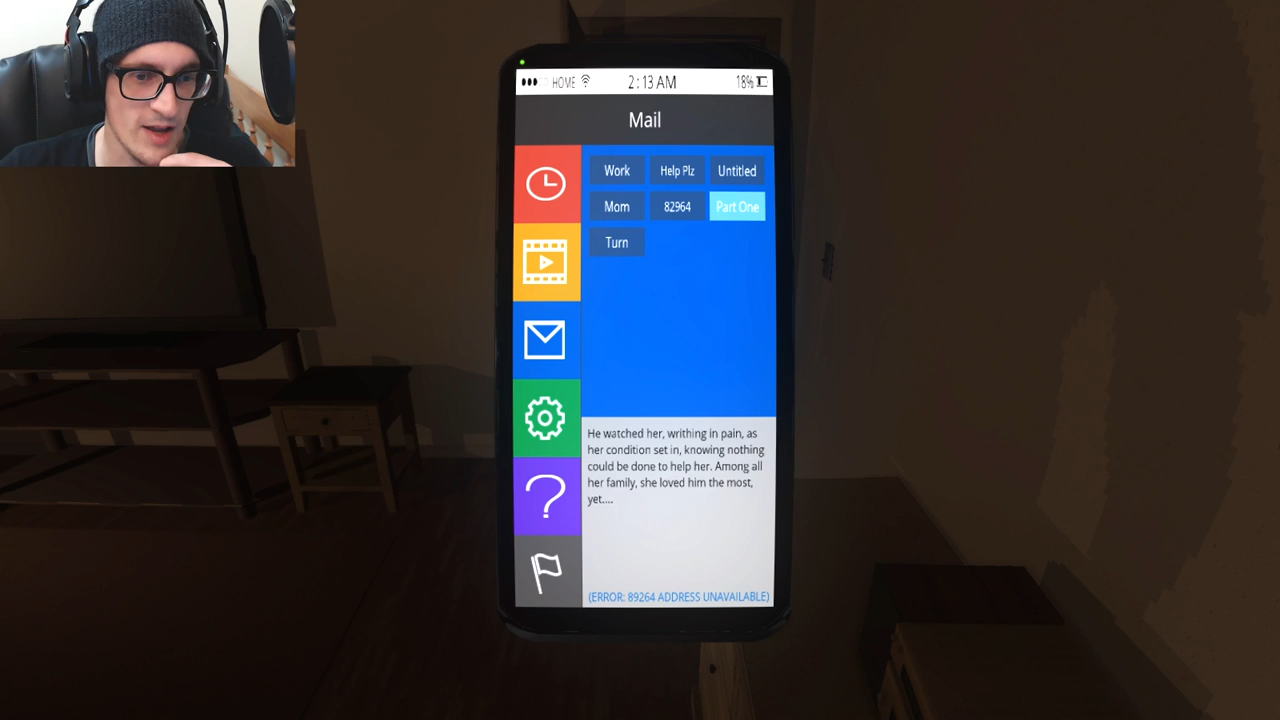 HOME 2:13 AM 18%
Mail
Work Help Plz Untitled
Mom 82964 Part One
Turn
He watched her, writhing in pain, as
her condition set in, knowing nothing
could be done to help her. Among all
her family, she loved him the most,
yet....
(ERROR: 89264 ADDRESS UNAVAILABLE)